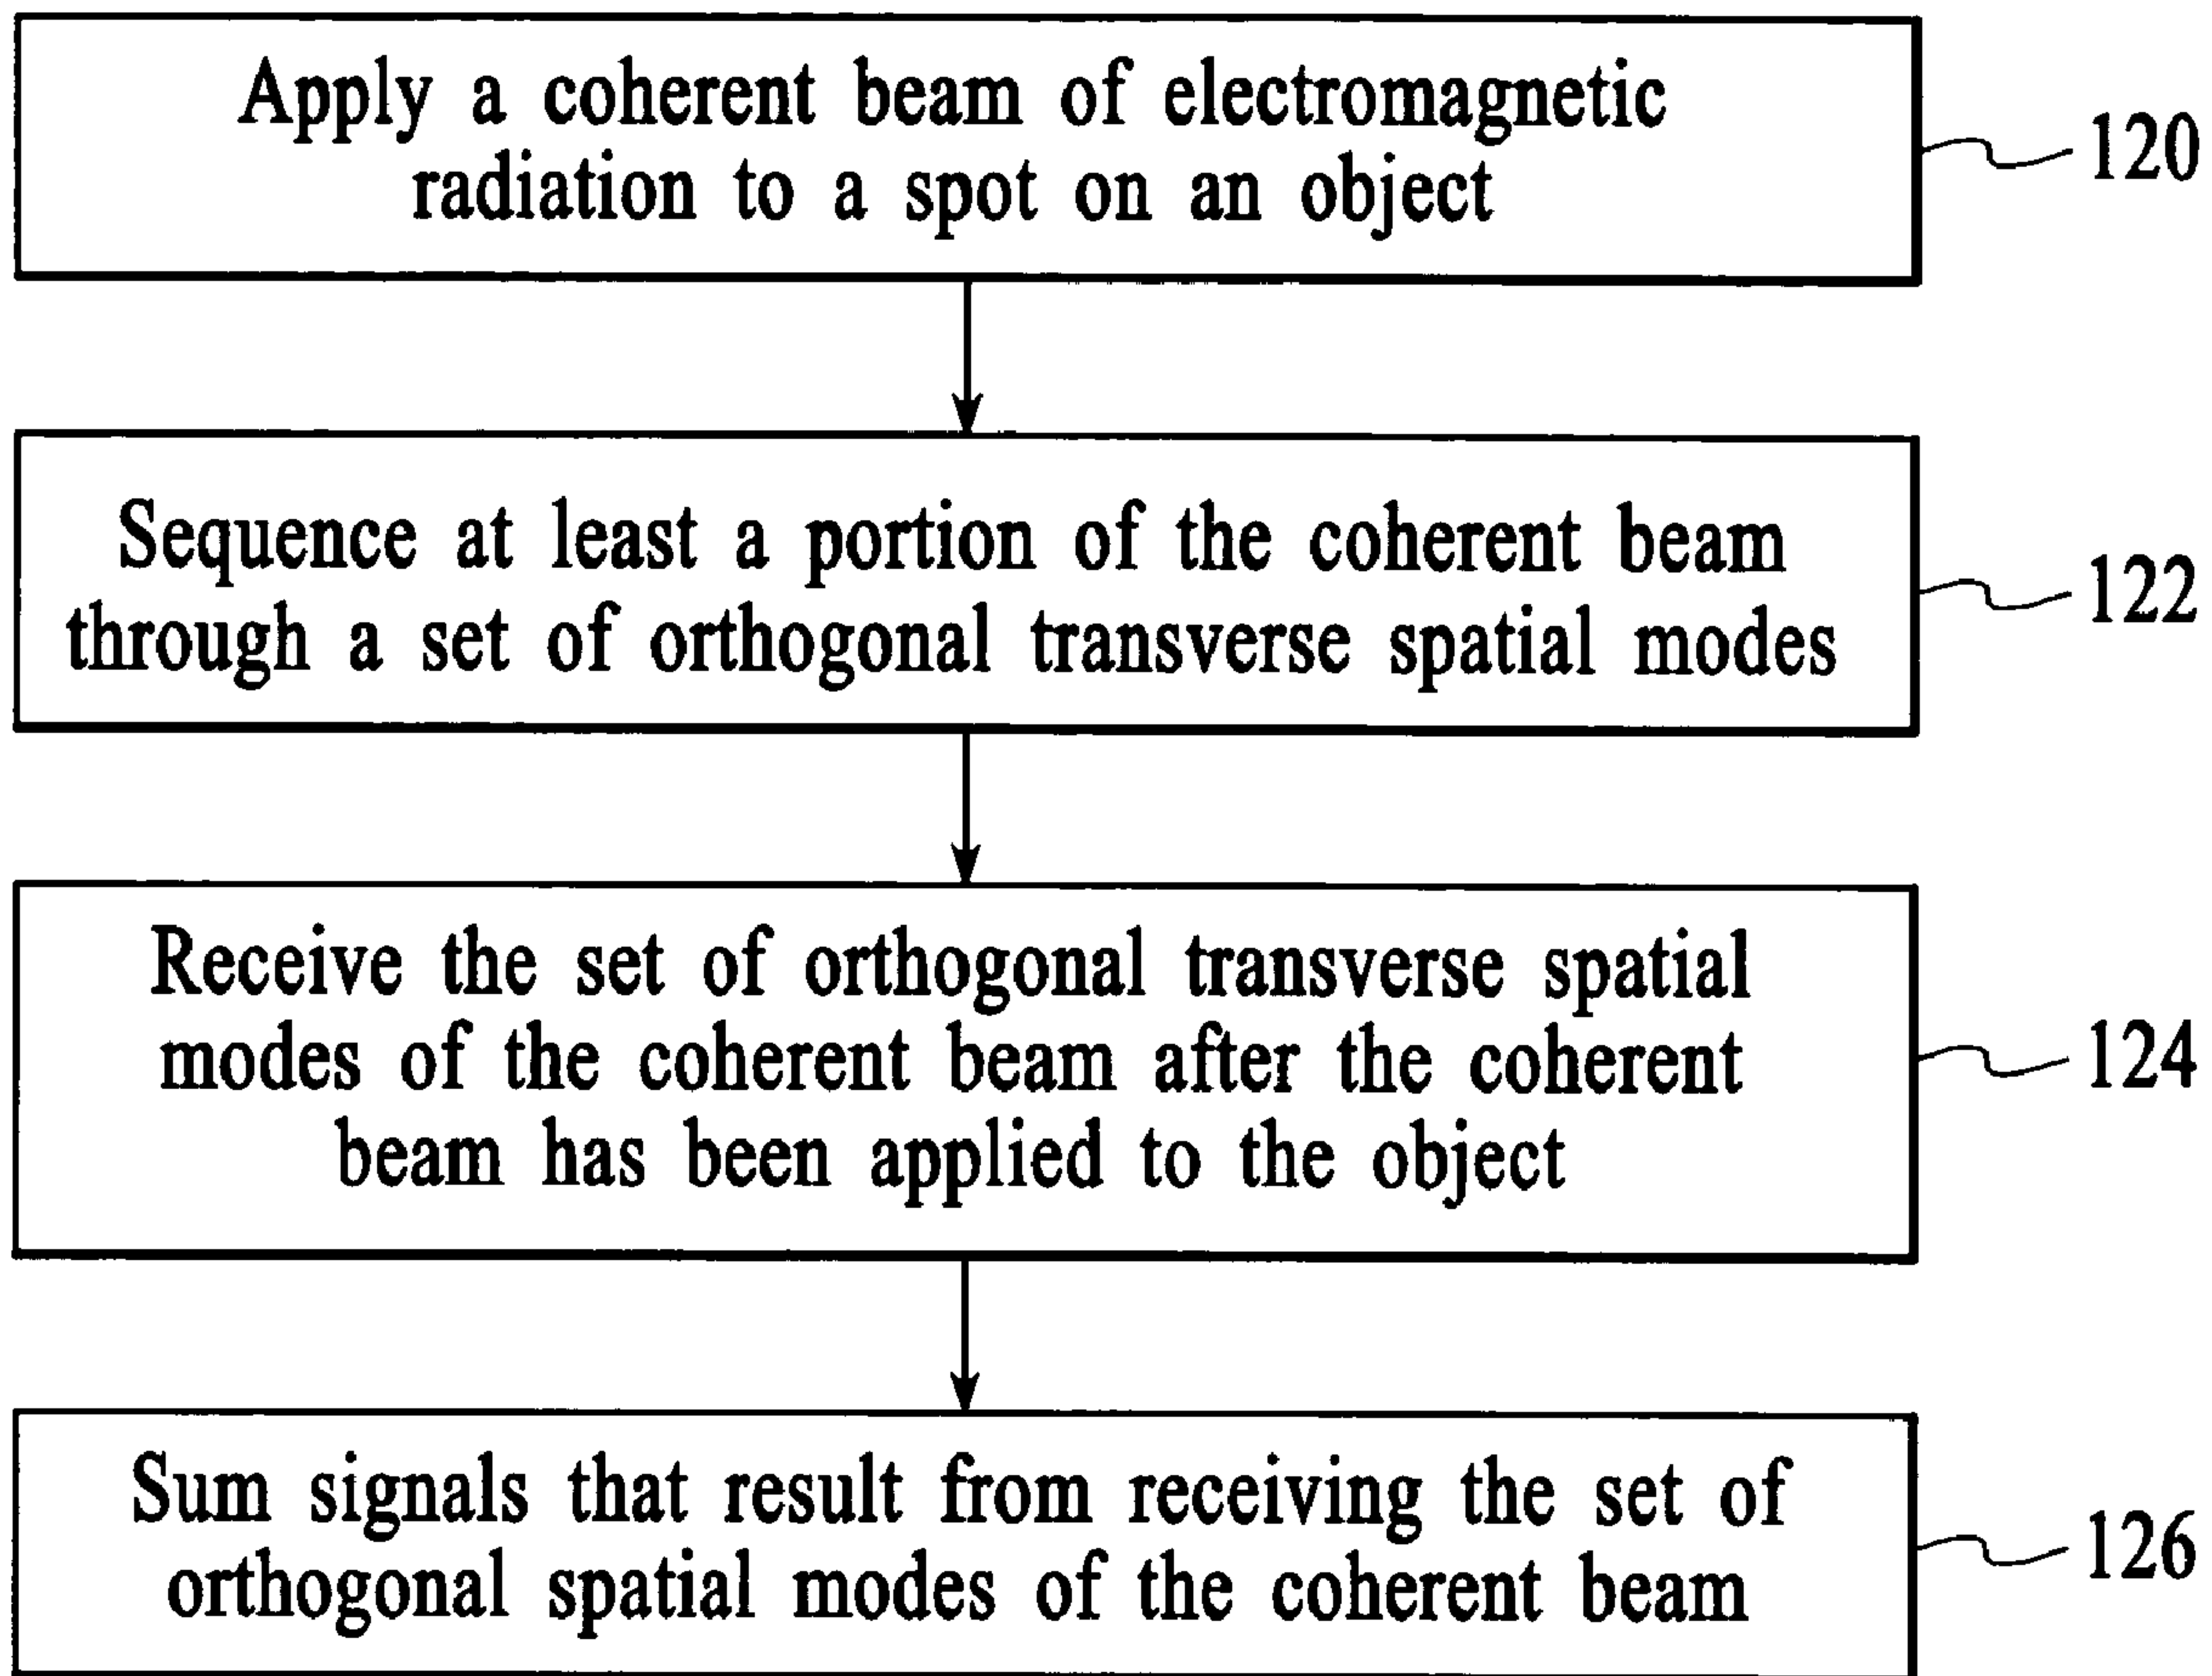 Apply a coherent beam of electromagnetic
radiation to a spot on an object
120
Sequence at least a portion of the coherent beam
through a set of orthogonal transverse spatial modes
122
Receive the set of orthogonal transverse spatial
modes of the coherent beam after the coherent
beam has been applied to the object
124
Sum signals that result from receiving the set of
orthogonal spatial modes of the coherent beam
126